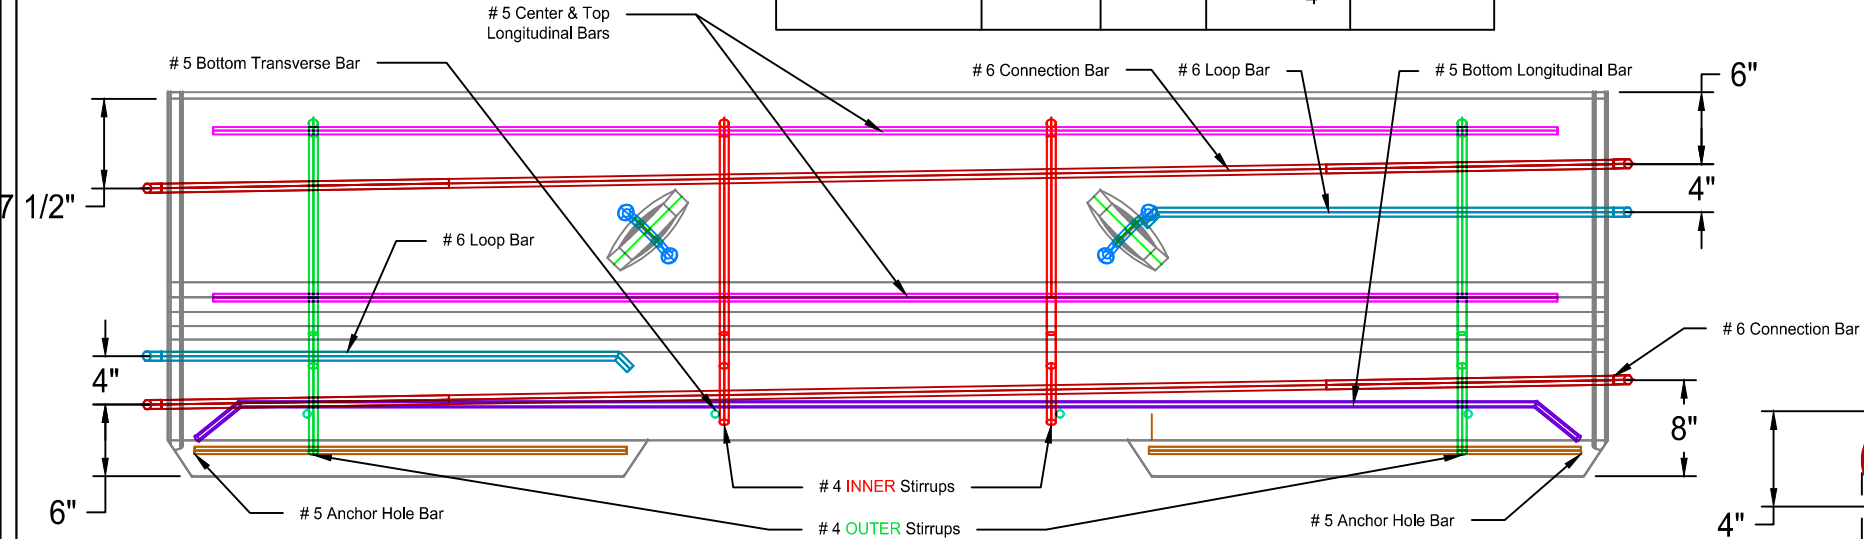 # 5 Center & Top
Longitudinal Bars
# 5 Bottom Transverse Bar
# 6 Connection Bar
# 6 Loop Bar
# 5 Bottom Longitudinal Bar
6"
4"
7 1/2"
# 6 Loop Bar
# 6 Connection Bar
4"
8"
# 4 INNER Stirrups
6"
# 5 Anchor Hole Bar
# 4 OUTER Stirrups
# 5 Anchor Hole Bar
4"